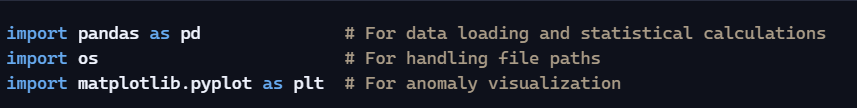 import pandas as pd              # For data loading and statistical calculations
import os                        # For handling file paths
import matplotlib.pyplot as plt  # For anomaly visualization